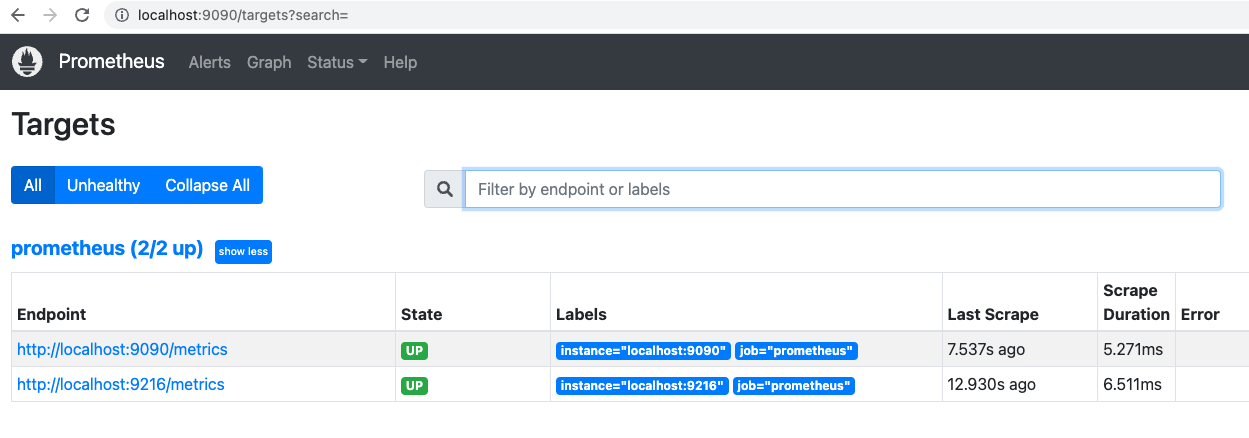 localhost:9090/targets?search=
Prometheus Alerts Graph Status Help
Targets
All Unhealthy Collapse All Filter by endpoint or labels
prometheus (2/2 up) show less
Endpoint State Labels Last Scrape Scrape Duration Error
http://localhost:9090/metrics UP instance="localhost:9090" job="prometheus" 7.537s ago 5.271ms
http://localhost:9216/metrics UP instance="localhost:9216" job="prometheus" 12.930s ago 6.511ms